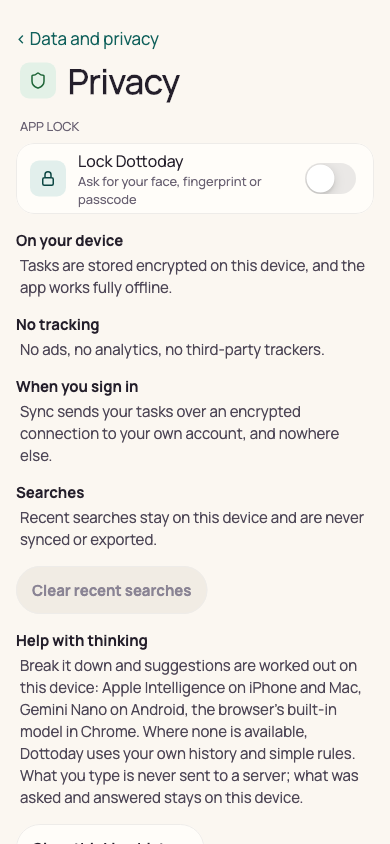 ‹ Data and privacy
Privacy
APP LOCK
Lock Dottoday
Ask for your face, fingerprint or
passcode
On your device
Tasks are stored encrypted on this device, and the
app works fully offline.
No tracking
No ads, no analytics, no third-party trackers.
When you sign in
Sync sends your tasks over an encrypted
connection to your own account, and nowhere
else.
Searches
Recent searches stay on this device and are never
synced or exported.
Clear recent searches
Help with thinking
Break it down and suggestions are worked out on
this device: Apple Intelligence on iPhone and Mac,
Gemini Nano on Android, the browser's built-in
model in Chrome. Where none is available,
Dottoday uses your own history and simple rules.
What you type is never sent to a server; what was
asked and answered stays on this device.